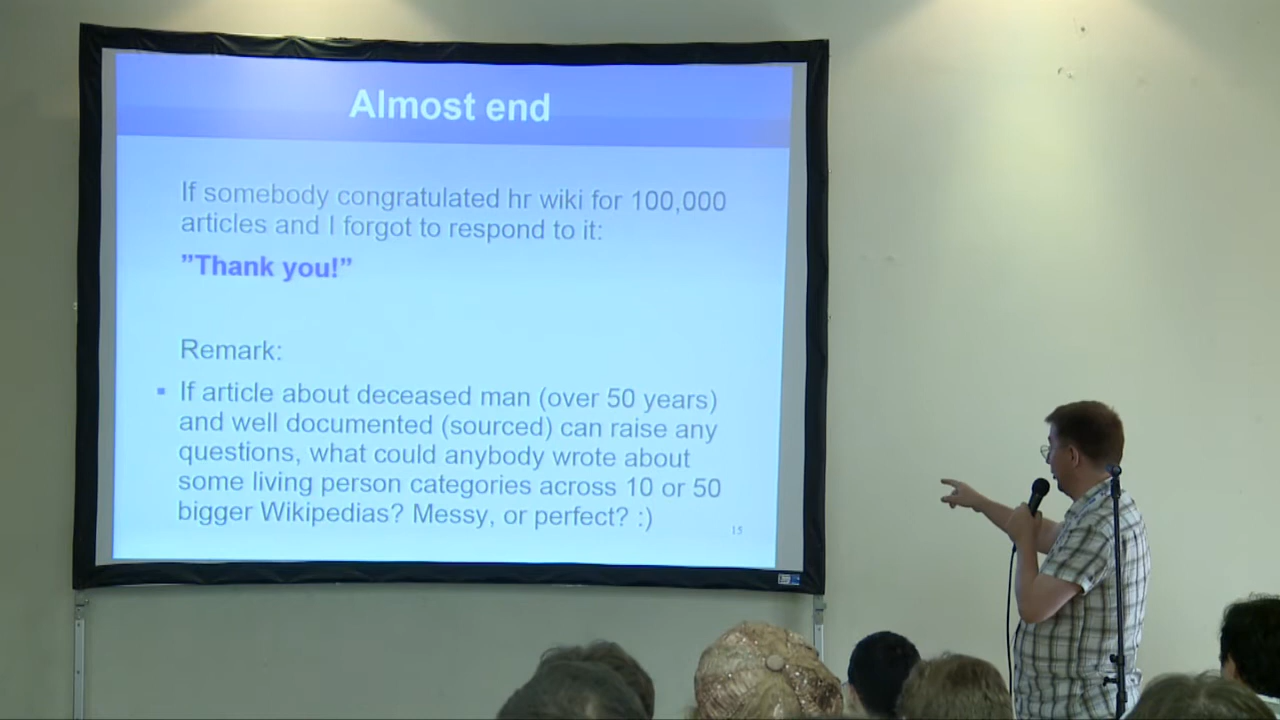 Almost end
If somebody congratulated hr wiki for 100,000
articles and I forgot to respond to it:
”Thank you!”
Remark:
▪ If article about deceased man (over 50 years)
and well documented (sourced) can raise any
questions, what could anybody wrote about
some living person categories across 10 or 50
bigger Wikipedias? Messy, or perfect? :)
15